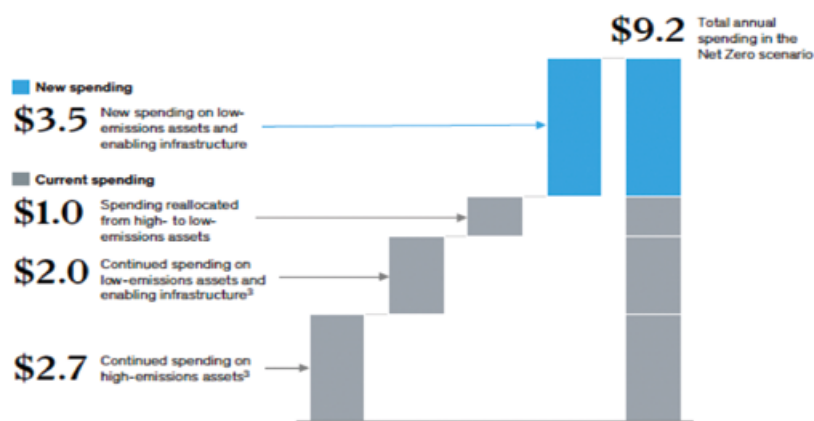 $9.2
Total annual
spending in the
Net Zero scenario
New spending
$3.5
New spending on low-
emissions assets and
enabling infrastructure
Current spending
$1.0
Spending reallocated
from high- to low-
emissions assets
$2.0
Continued spending on
low-emissions assets and
enabling infrastructure³
$2.7
Continued spending on
high-emissions assets³